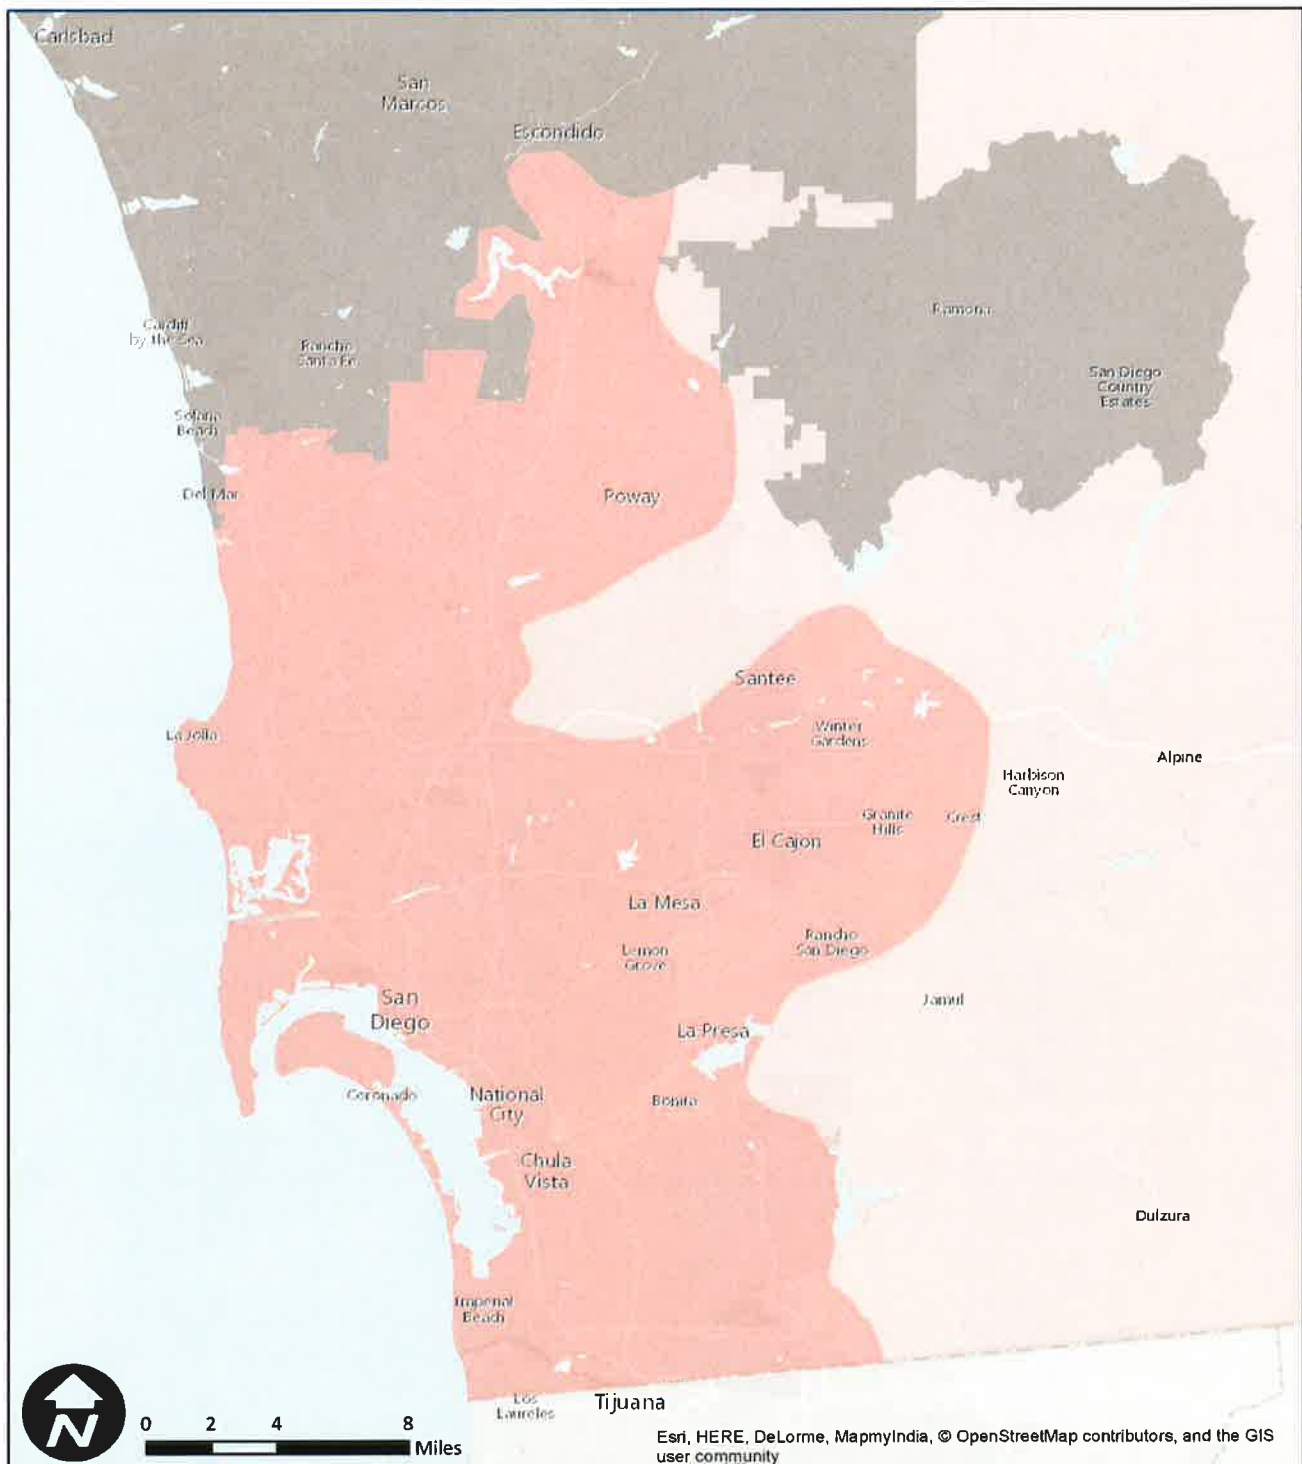 Carlsbad
San
Marcos
Escondido
Ramona
Cardiff
by the Sea
Rancho
Santa Fe
San Diego
Country
Estates
Solana
Beach
Del Mar
Poway
Santee
La Jolla
Winter
Gardens
Alpine
Harbison
Canyon
Granite
Hills
Crest
El Cajon
La Mesa
Rancho
San Diego
Lemon
Grove
San
Diego
Jamul
La Presa
Coronado
National
City
Bonita
Chula
Vista
Dulzura
Imperial
Beach
Los
Laureles
Tijuana
N
0 2 4 8
Miles
Esri, HERE, DeLorme, MapmyIndia, © OpenStreetMap contributors, and the GIS
user community